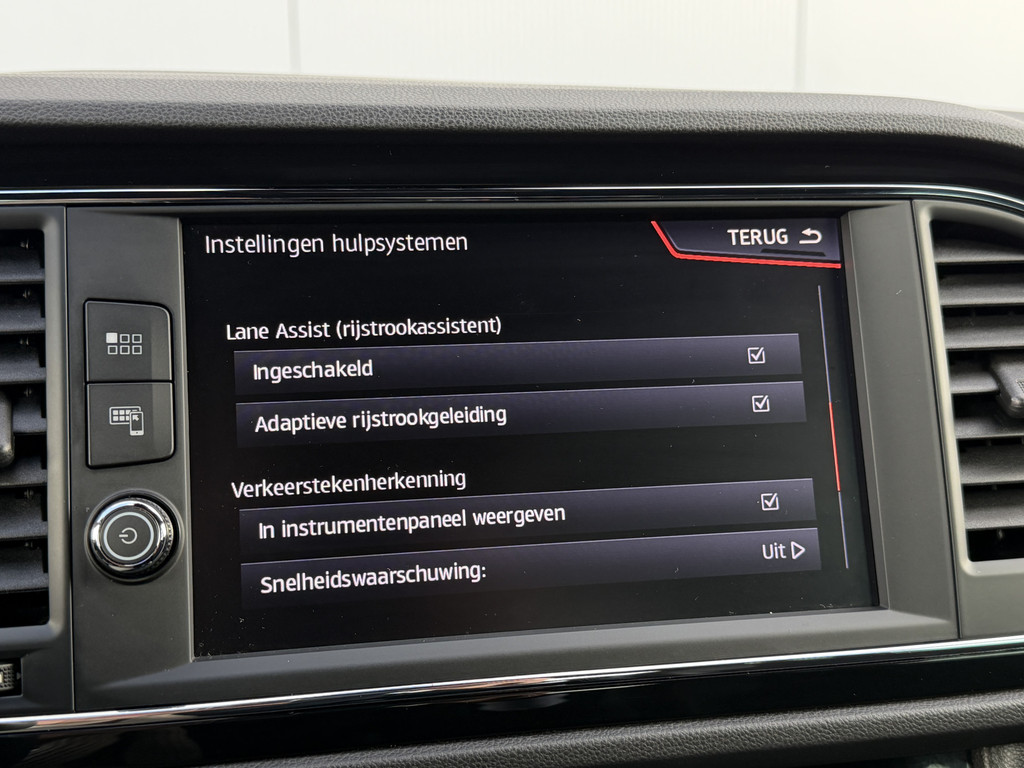 Instellingen hulpsystemen
TERUG
Lane Assist (rijstrookassistent)
Ingeschakeld
Adaptieve rijstrookgeleiding
Verkeerstekenherkenning
In instrumentenpaneel weergeven
Snelheidswaarschuwing: Uit